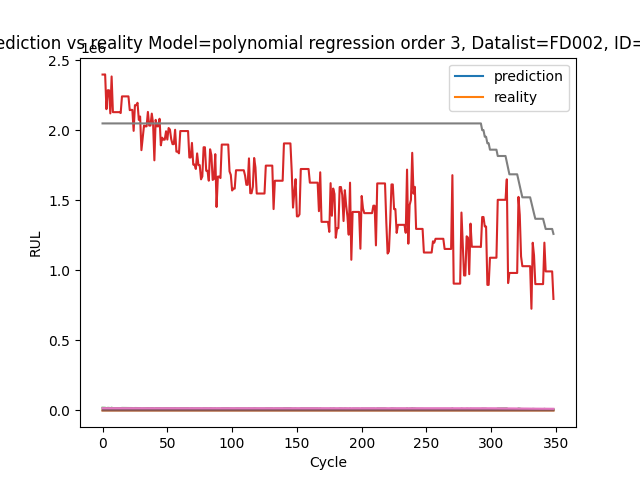 ediction vs reality Model=polynomial regression order 3, Datalist=FD002, ID=
1e6
2.5
2.0
1.5
1.0
0.5
0.0
RUL
prediction
reality
0 50 100 150 200 250 300 350
Cycle